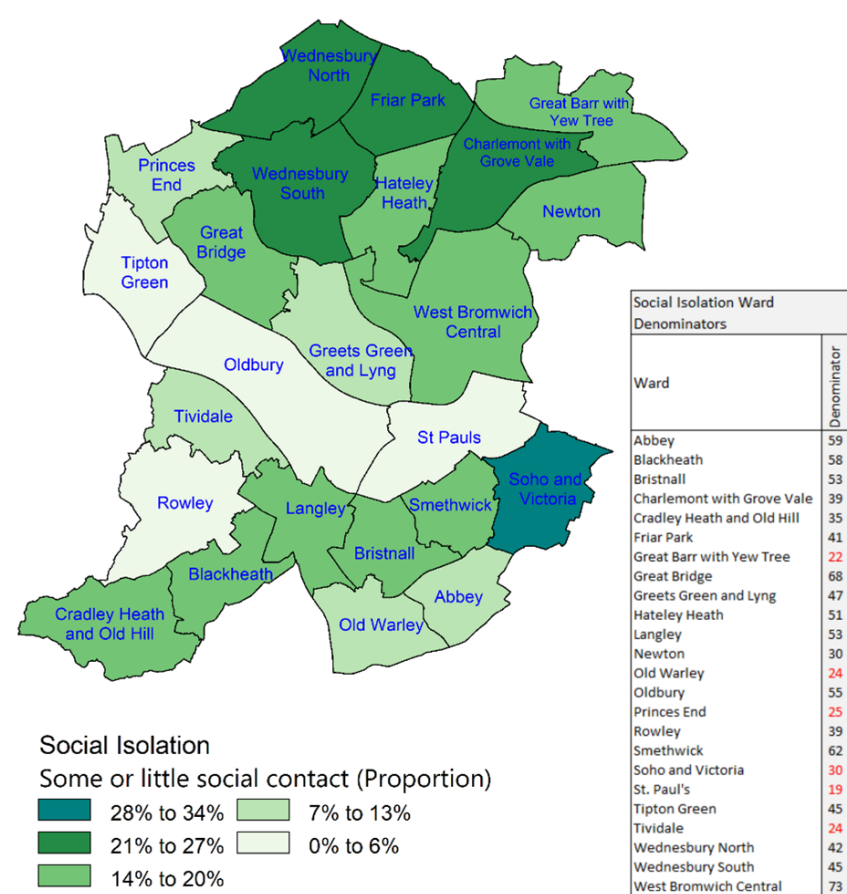 Wednesbury
North
Friar Park
Great Barr with
Yew Tree
Charlemont with
Grove Vale
Princes
End
Wednesbury
South
Hateley
Heath
Newton
Great
Bridge
Tipton
Green
West Bromwich
Central
Oldbury
Greets Green
and Lyng
Tividale
St Pauls
Soho and
Victoria
Rowley
Langley
Smethwick
Bristnall
Blackheath
Abbey
Cradley Heath
and Old Hill
Old Warley
Social Isolation
Some or little social contact (Proportion)
28% to 34%
21% to 27%
14% to 20%
7% to 13%
0% to 6%
Social Isolation Ward
Denominators
Ward Denominator
Abbey 59
Blackheath 58
Bristnall 53
Charlemont with Grove Vale 39
Cradley Heath and Old Hill 35
Friar Park 41
Great Barr with Yew Tree 22
Great Bridge 68
Greets Green and Lyng 47
Hateley Heath 51
Langley 53
Newton 30
Old Warley 24
Oldbury 55
Princes End 25
Rowley 39
Smethwick 62
Soho and Victoria 30
St. Paul's 19
Tipton Green 45
Tividale 24
Wednesbury North 42
Wednesbury South 45
West Bromwich Central 73